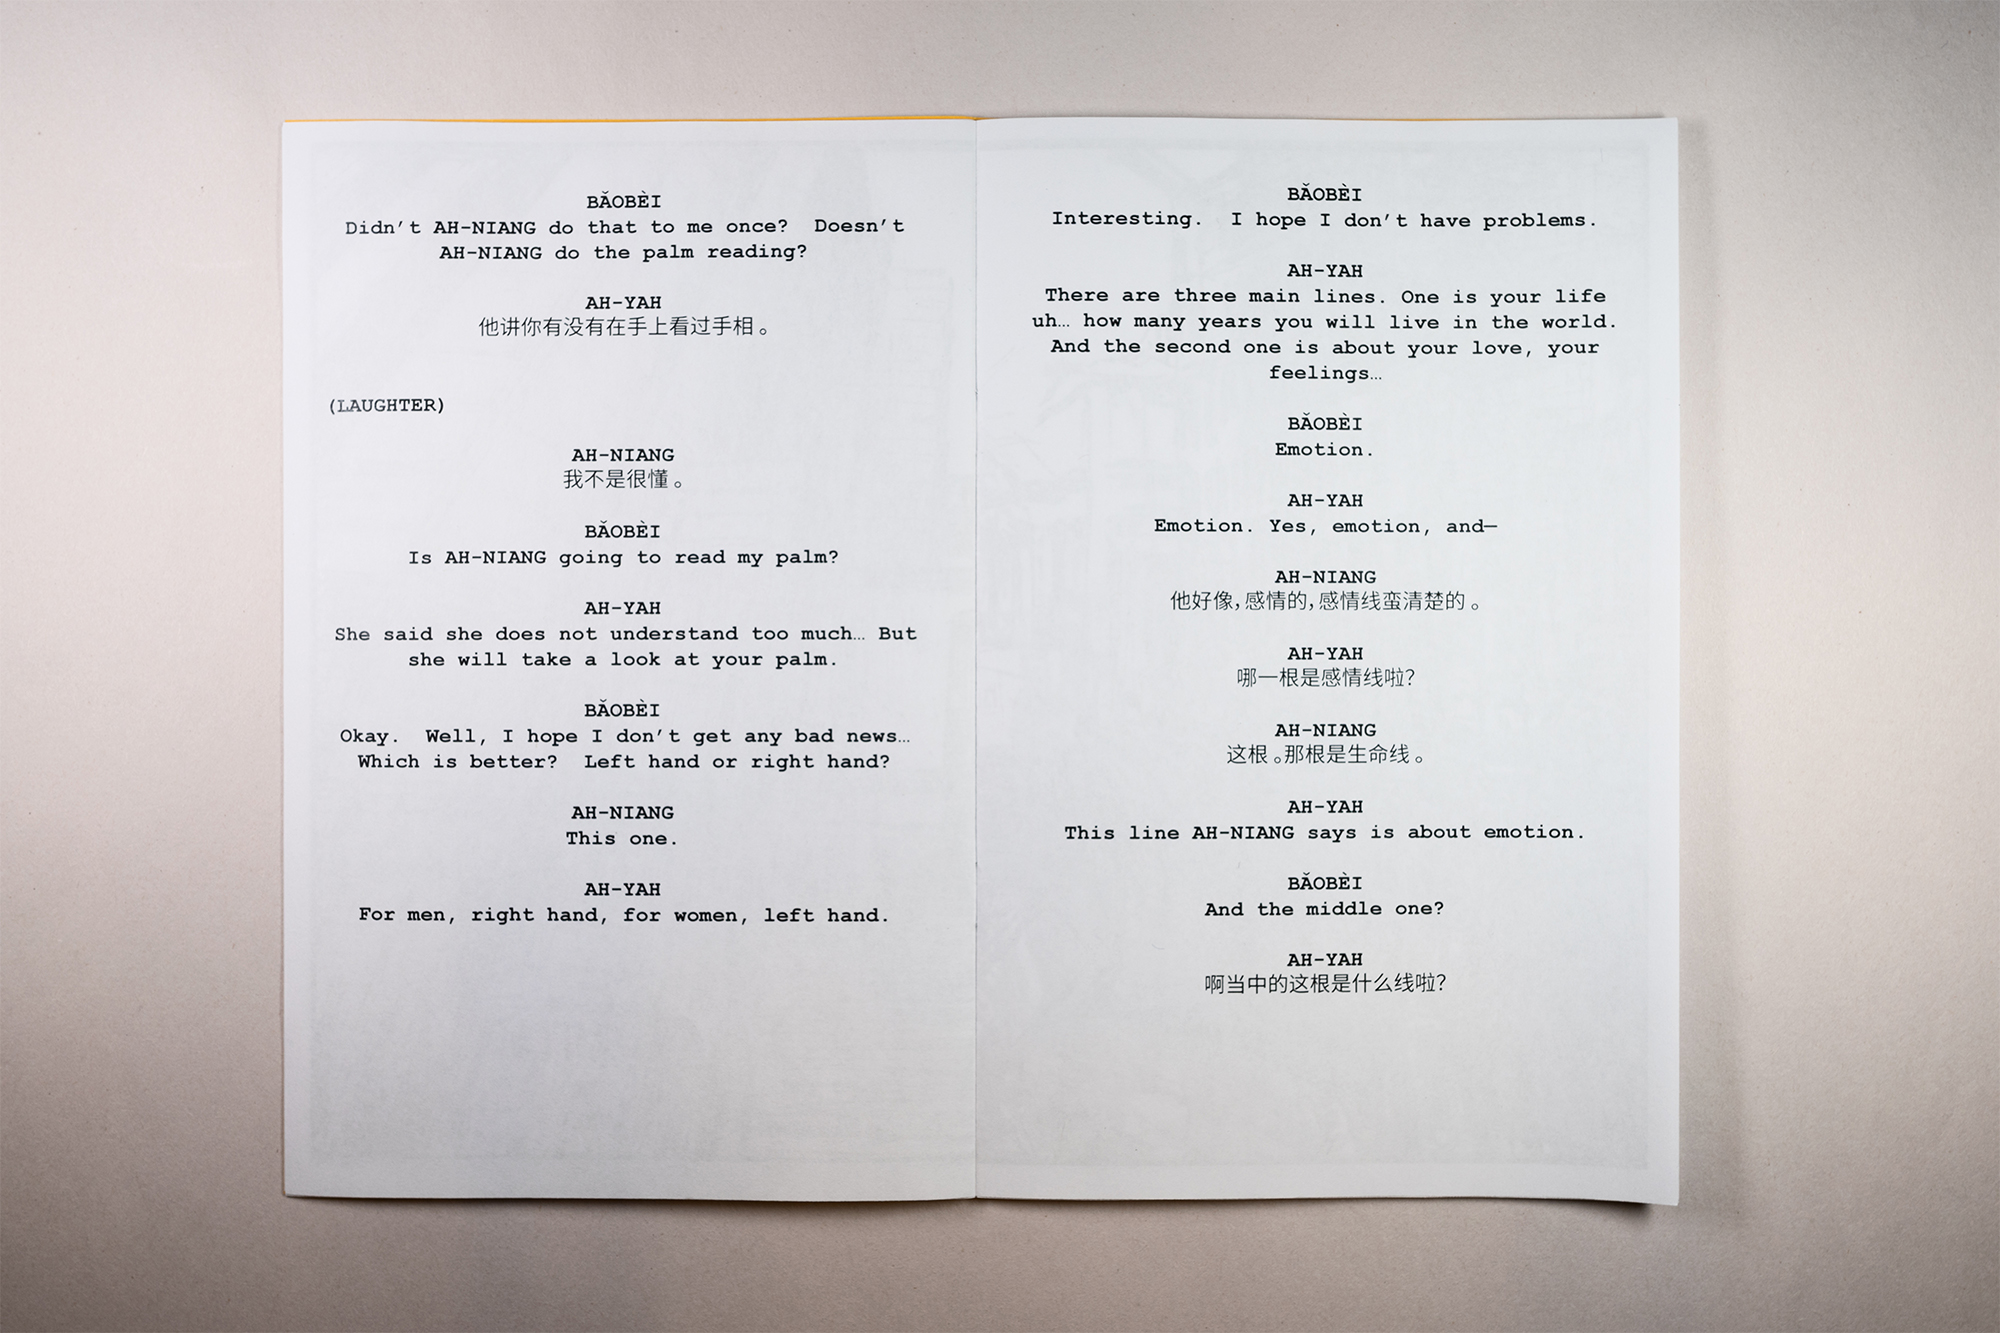 BǍOBÈI
Didn't AH-NIANG do that to me once?  Doesn't
AH-NIANG do the palm reading?
AH-YAH
他讲你有没有在手上看过手相。
(LAUGHTER)
AH-NIANG
我不是很懂。
BǍOBÈI
Is AH-NIANG going to read my palm?
AH-YAH
She said she does not understand too much… But
she will take a look at your palm.
BǍOBÈI
Okay.  Well, I hope I don't get any bad news…
Which is better?  Left hand or right hand?
AH-NIANG
This one.
AH-YAH
For men, right hand, for women, left hand.
BǍOBÈI
Interesting.  I hope I don't have problems.
AH-YAH
There are three main lines. One is your life
uh… how many years you will live in the world.
And the second one is about your love, your
feelings…
BǍOBÈI
Emotion.
AH-YAH
Emotion. Yes, emotion, and—
AH-NIANG
他好像,感情的,感情线蛮清楚的。
AH-YAH
哪一根是感情线啦?
AH-NIANG
这根。那根是生命线。
AH-YAH
This line AH-NIANG says is about emotion.
BǍOBÈI
And the middle one?
AH-YAH
啊当中的这根是什么线啦?